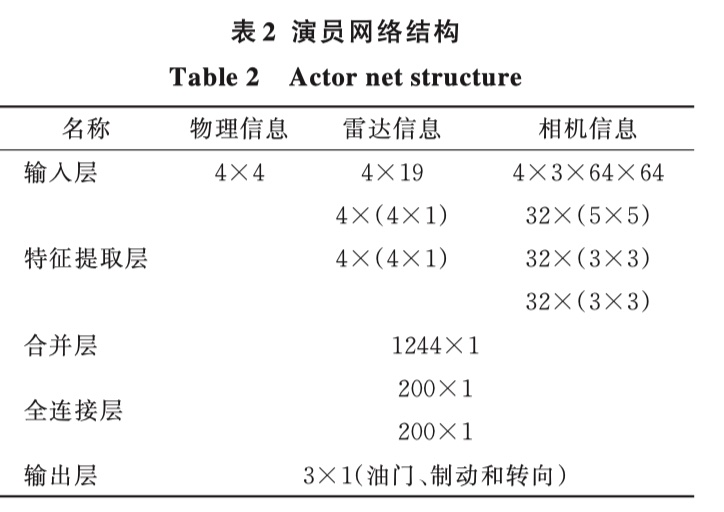 表2 演员网络结构
Table 2 Actor net structure
名称 物理信息 雷达信息 相机信息
输入层 4×4 4×19 4×3×64×64
4×(4×1) 32×(5×5)
特征提取层 4×(4×1) 32×(3×3)
32×(3×3)
合并层 1244×1
200×1
全连接层
200×1
输出层 3×1(油门、制动和转向)